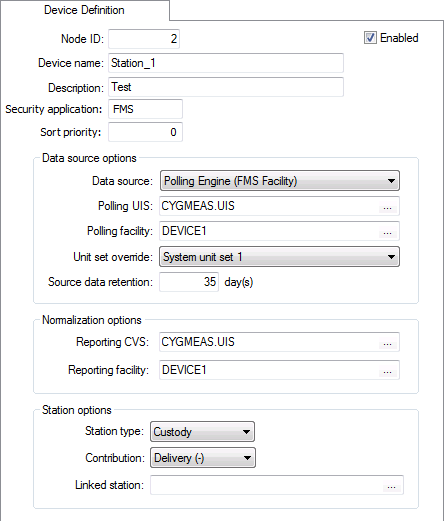 Device Definition
Node ID: 2
Enabled
Device name: Station_1
Description: Test
Security application: FMS
Sort priority: 0
Data source options
Data source: Polling Engine (FMS Facility)
Polling UIS: CYGMEAS.UIS ...
Polling facility: DEVICE1 ...
Unit set override: System unit set 1
Source data retention: 35 day(s)
Normalization options
Reporting CVS: CYGMEAS.UIS ...
Reporting facility: DEVICE1 ...
Station options
Station type: Custody
Contribution: Delivery (-)
Linked station: ...